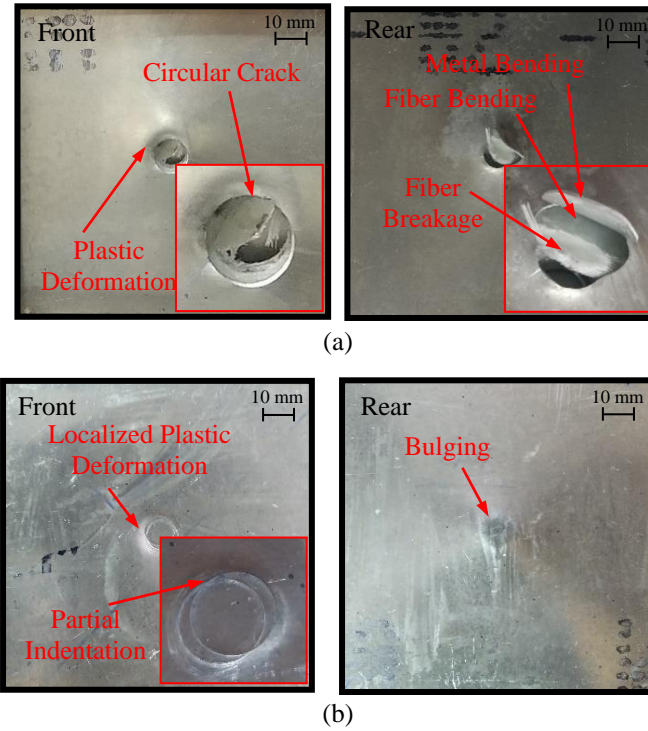 Front
10 mm
Circular Crack
Plastic
Deformation
Rear
10 mm
Metal Bending
Fiber Bending
Fiber
Breakage
(a)
Front
10 mm
Localized Plastic
Deformation
Partial
Indentation
Rear
10 mm
Bulging
(b)